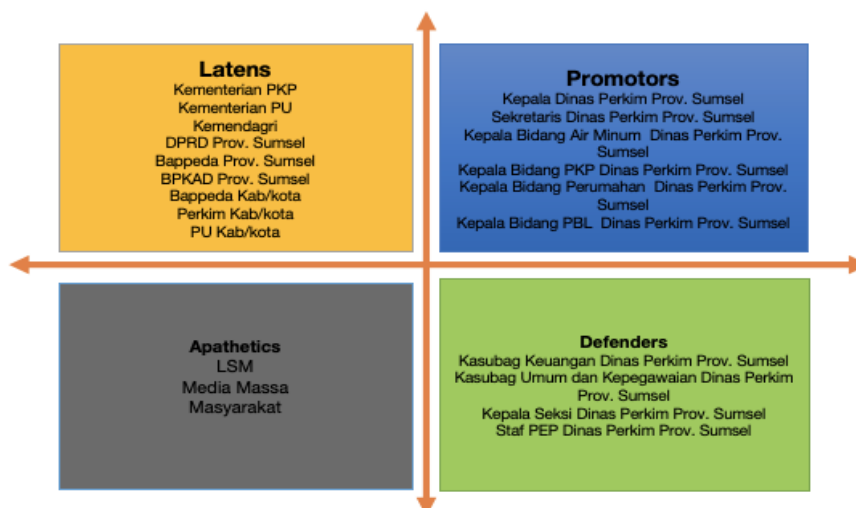 Latens
Kementerian PKP
Kementerian PU
Kemendagri
DPRD Prov. Sumsel
Bappeda Prov. Sumsel
BPKAD Prov. Sumsel
Bappeda Kab/kota
Perkim Kab/kota
PU Kab/kota
Promotors
Kepala Dinas Perkim Prov. Sumsel
Sekretaris Dinas Perkim Prov. Sumsel
Kepala Bidang Air Minum Dinas Perkim Prov.
Sumsel
Kepala Bidang PKP Dinas Perkim Prov. Sumsel
Kepala Bidang Perumahan Dinas Perkim Prov.
Sumsel
Kepala Bidang PBL Dinas Perkim Prov. Sumsel
Apathetics
LSM
Media Massa
Masyarakat
Defenders
Kasubag Keuangan Dinas Perkim Prov. Sumsel
Kasubag Umum dan Kepegawaian Dinas Perkim
Prov. Sumsel
Kepala Seksi Dinas Perkim Prov. Sumsel
Staf PEP Dinas Perkim Prov. Sumsel